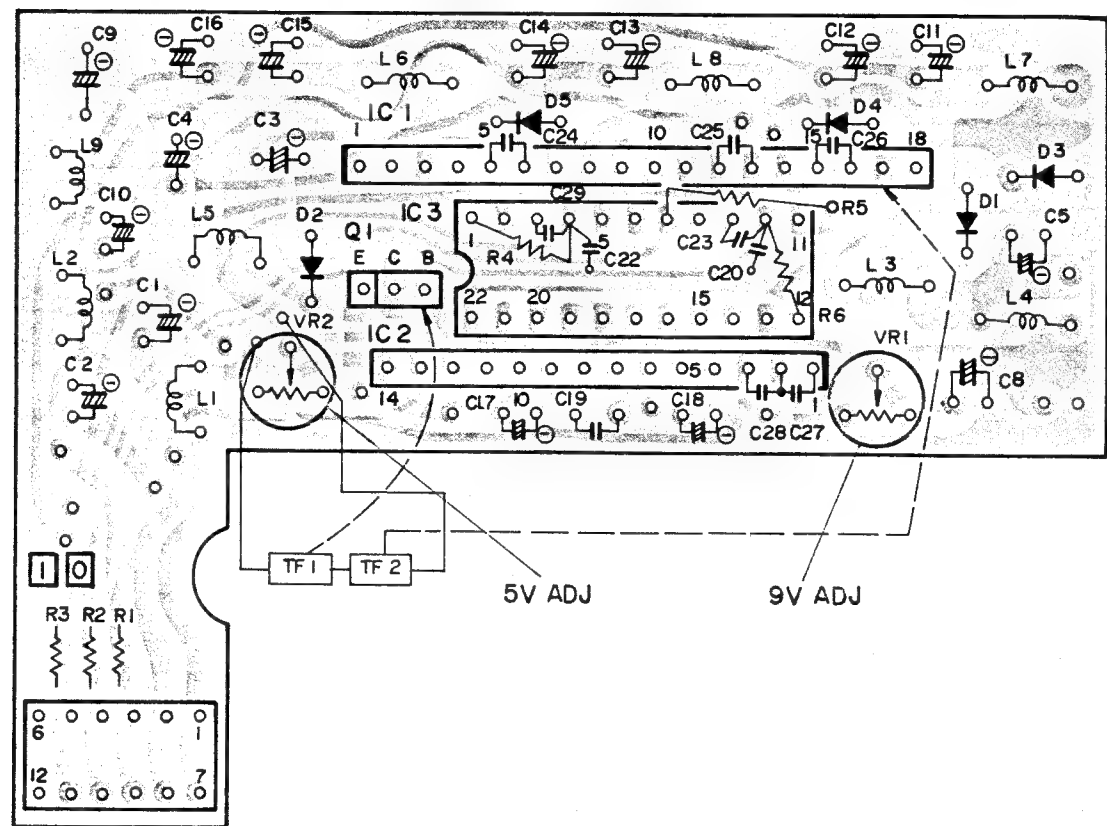 C9
C16
C15
C14
C13
C12
C11
L6
L8
L7
IC1
D5
D4
C4
C3
1
5
C24
10
C25
15
C26
18
L9
D3
C29
C10
L5
D2
IC3
R5
D1
C5
Q1
1
R4
5
C22
C23
C20
11
E
C
B
L2
C1
22
20
15
12
R6
L3
L4
VR2
IC2
VR1
C2
L1
14
5
1
C8
C17
10
C19
C18
C28
C27
TF1
TF2
1
0
5V ADJ
9V ADJ
R3
R2
R1
6
1
12
7